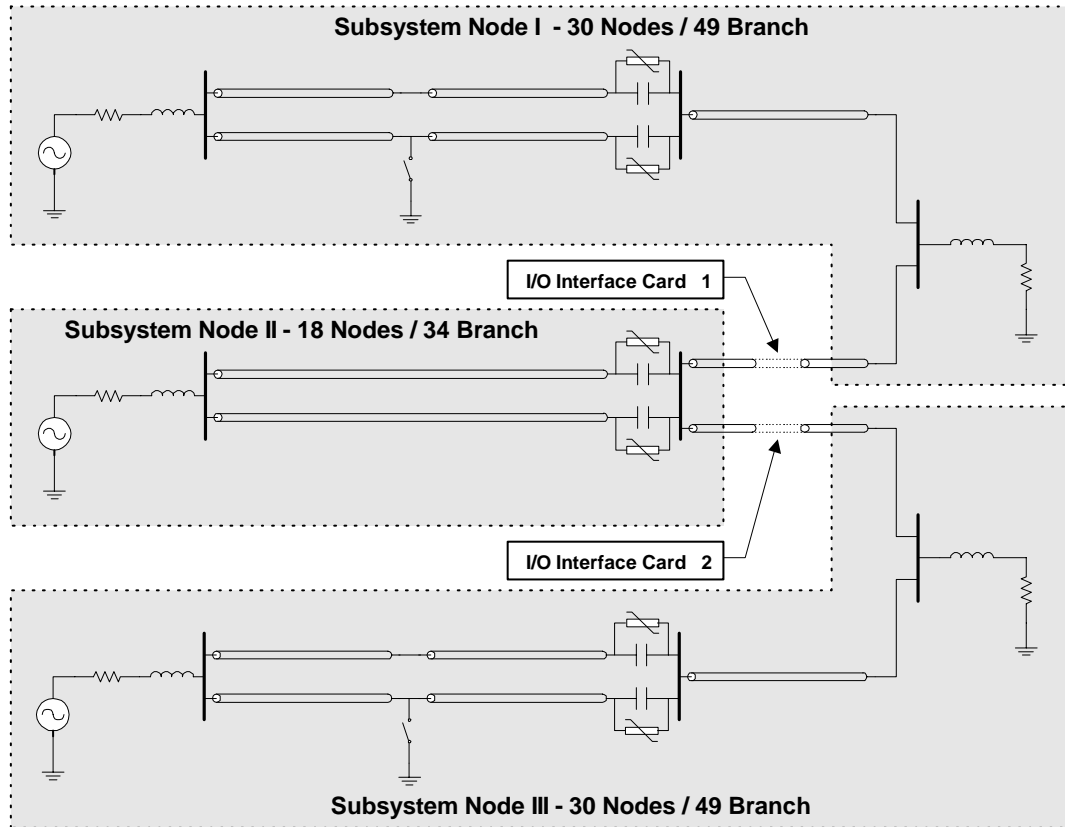 Subsystem Node I - 30 Nodes / 49 Branch
I/O Interface Card 1
Subsystem Node II - 18 Nodes / 34 Branch
I/O Interface Card 2
Subsystem Node III - 30 Nodes / 49 Branch